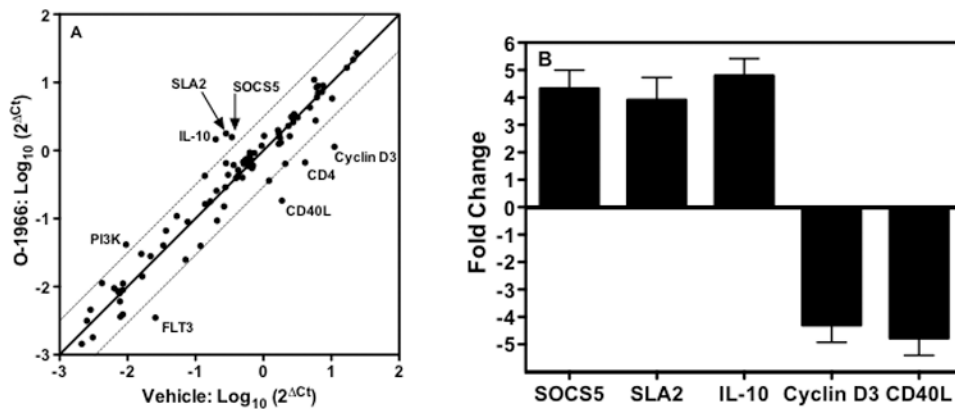 A
O-1966: Log10 (2ΔCt)
2
1
0
-1
-2
-3
SLA2
SOCS5
IL-10
Cyclin D3
CD4
CD40L
PI3K
FLT3
-3 -2 -1 0 1 2
Vehicle: Log10 (2ΔCt)
B
Fold Change
6
5
4
3
2
1
0
-1
-2
-3
-4
-5
SOCS5 SLA2 IL-10 Cyclin D3 CD40L